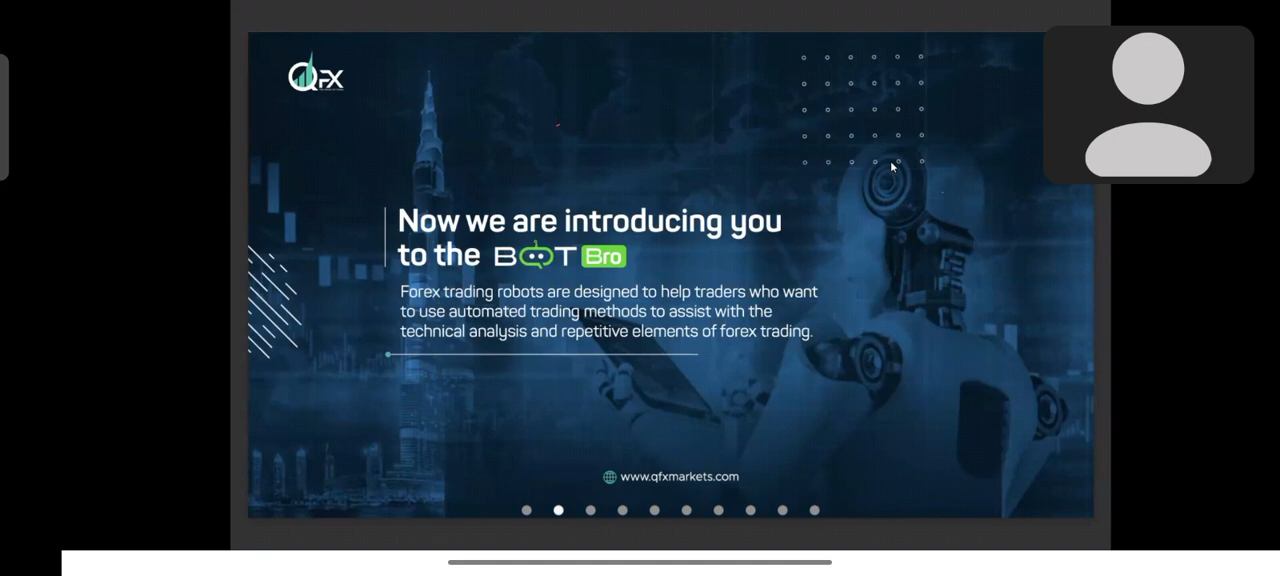 QFX
Now we are introducing you
to the BOT Bro
Forex trading robots are designed to help traders who want
to use automated trading methods to assist with the
technical analysis and repetitive elements of forex trading.
www.qfxmarkets.com